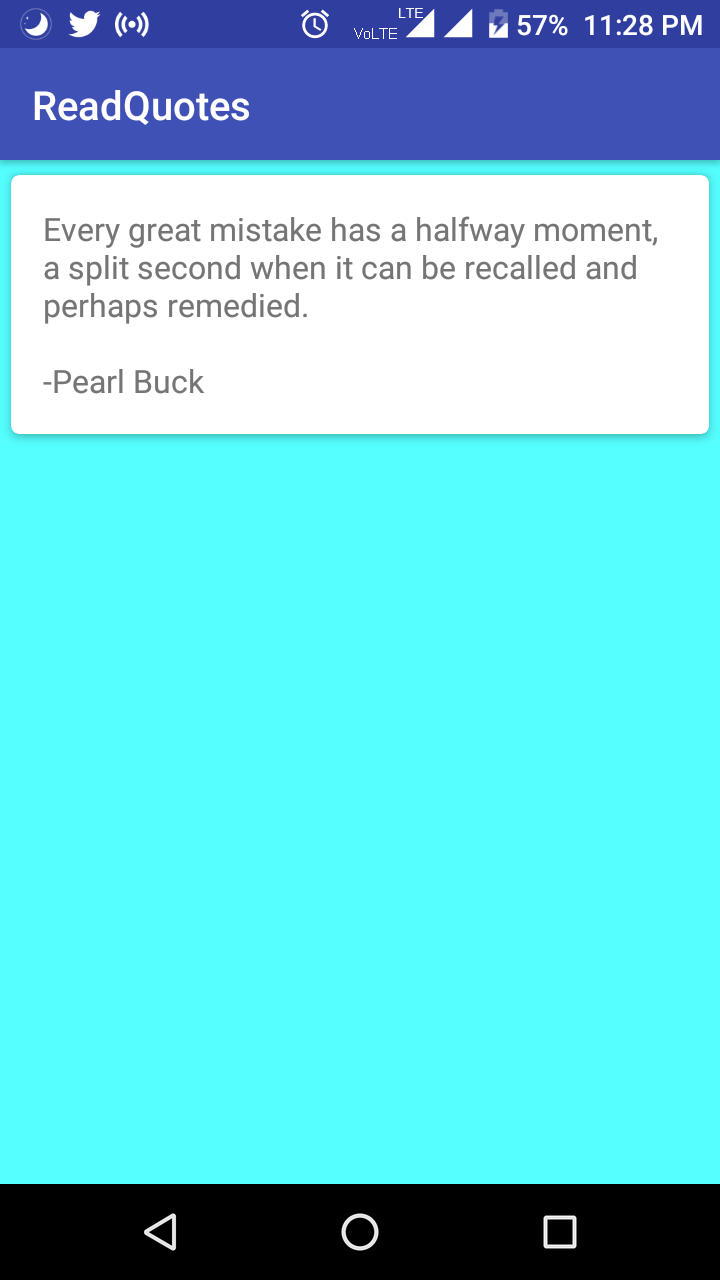 LTE
VoLTE
57% 11:28 PM
ReadQuotes
Every great mistake has a halfway moment,
a split second when it can be recalled and
perhaps remedied.
-Pearl Buck